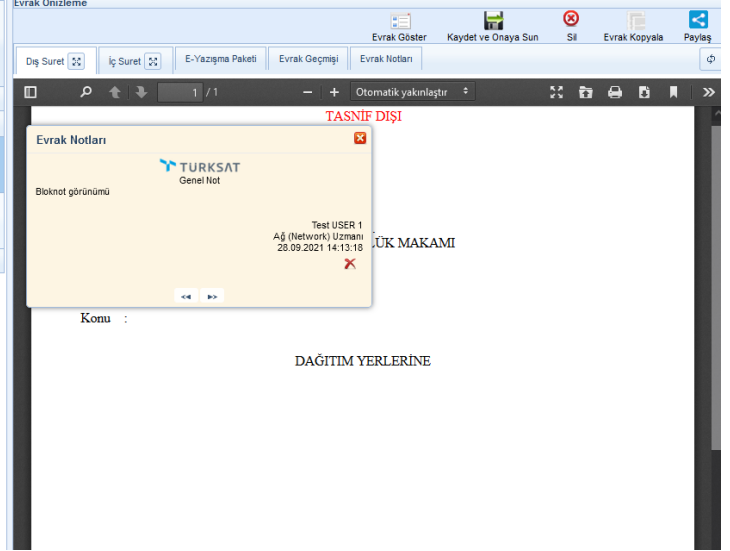 Evrak Önizleme
Evrak Göster Kaydet ve Onaya Sun Sil Evrak Kopyala Paylaş
Dış Suret İç Suret E-Yazışma Paketi Evrak Geçmişi Evrak Notları
1 / 1 Otomatik yakınlaştır
TASNİF DIŞI
Evrak Notları
TURKSAT
Genel Not
Bloknot görünümü
Test USER 1
Ağ (Network) Uzmanı
28.09.2021 14:13:18
LÜK MAKAMI
Konu :
DAĞITIM YERLERİNE